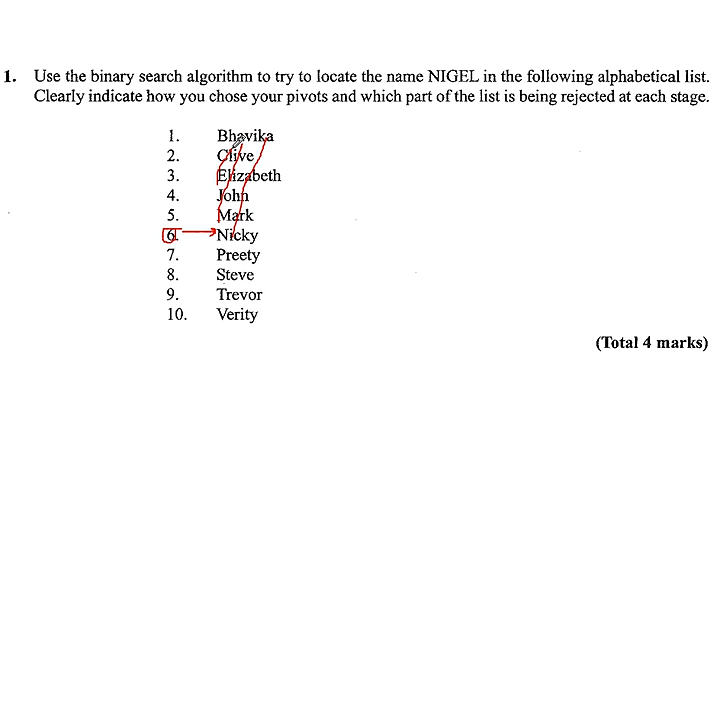 1. Use the binary search algorithm to try to locate the name NIGEL in the following alphabetical list.
Clearly indicate how you chose your pivots and which part of the list is being rejected at each stage.
1. Bhavika
2. Clive
3. Elizabeth
4. John
5. Mark
6. Nicky
7. Preety
8. Steve
9. Trevor
10. Verity
(Total 4 marks)